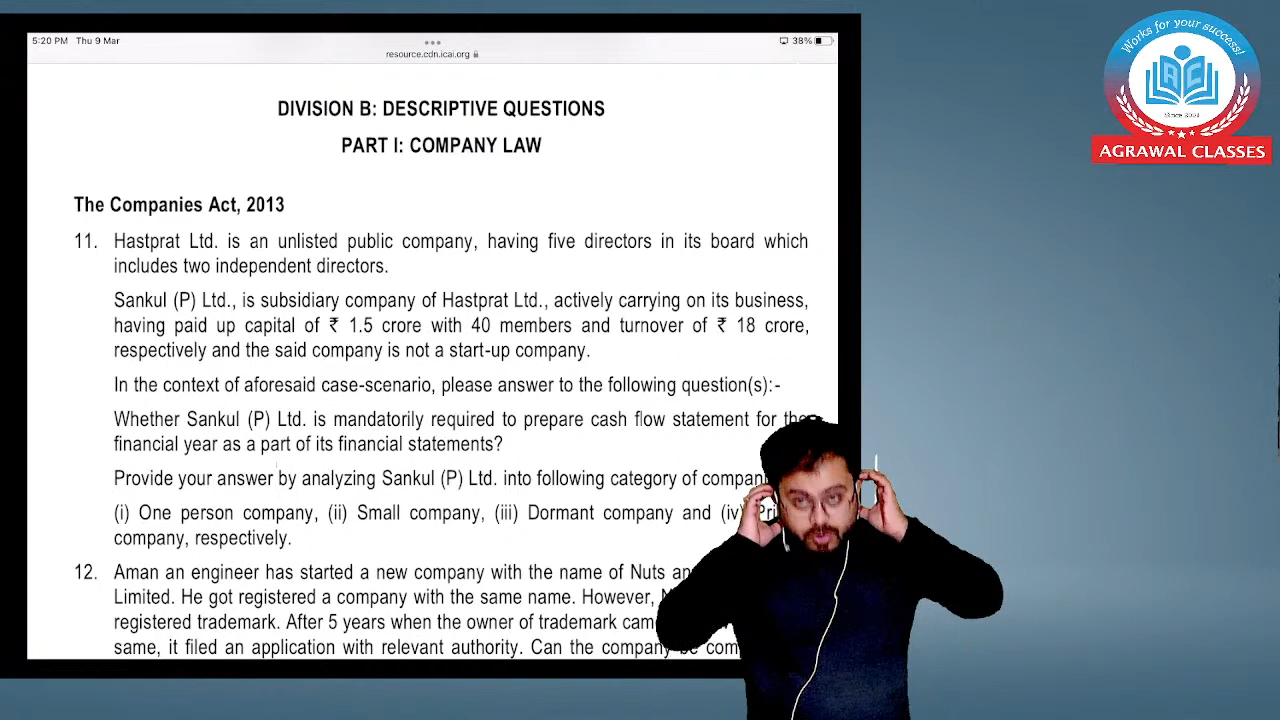 5:20 PM Thu 9 Mar
resource.cdn.icai.org
38%
DIVISION B: DESCRIPTIVE QUESTIONS
PART I: COMPANY LAW
The Companies Act, 2013
11. Hastprat Ltd. is an unlisted public company, having five directors in its board which
includes two independent directors.
Sankul (P) Ltd., is subsidiary company of Hastprat Ltd., actively carrying on its business,
having paid up capital of ₹ 1.5 crore with 40 members and turnover of ₹ 18 crore,
respectively and the said company is not a start-up company.
In the context of aforesaid case-scenario, please answer to the following question(s):-
Whether Sankul (P) Ltd. is mandatorily required to prepare cash flow statement for the
financial year as a part of its financial statements?
Provide your answer by analyzing Sankul (P) Ltd. into following category of
(i) One person company, (ii) Small company, (iii) Dormant company and (iv)
company, respectively.
12. Aman an engineer has started a new company with the name of Nuts
Limited. He got registered a company with the same name. However,
registered trademark. After 5 years when the owner of trademark
same, it filed an application with relevant authority. Can the company be
Works for your success!
AC
Since 2001
AGRAWAL CLASSES